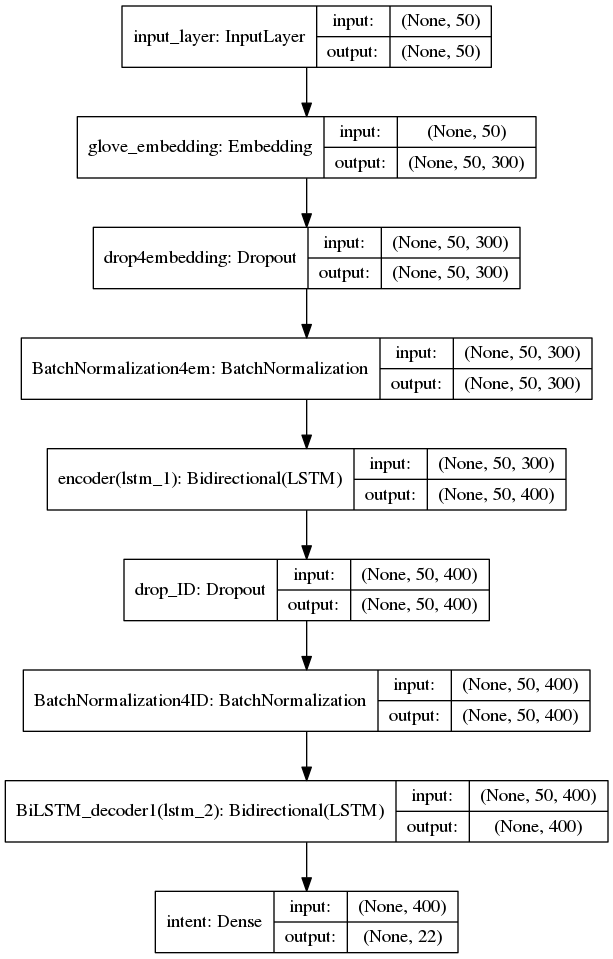 input_layer: InputLayer
input:
(None, 50)
output:
(None, 50)
glove_embedding: Embedding
input:
(None, 50)
output:
(None, 50, 300)
drop4embedding: Dropout
input:
(None, 50, 300)
output:
(None, 50, 300)
BatchNormalization4em: BatchNormalization
input:
(None, 50, 300)
output:
(None, 50, 300)
encoder(lstm_1): Bidirectional(LSTM)
input:
(None, 50, 300)
output:
(None, 50, 400)
drop_ID: Dropout
input:
(None, 50, 400)
output:
(None, 50, 400)
BatchNormalization4ID: BatchNormalization
input:
(None, 50, 400)
output:
(None, 50, 400)
BiLSTM_decoder1(lstm_2): Bidirectional(LSTM)
input:
(None, 50, 400)
output:
(None, 400)
intent: Dense
input:
(None, 400)
output:
(None, 22)